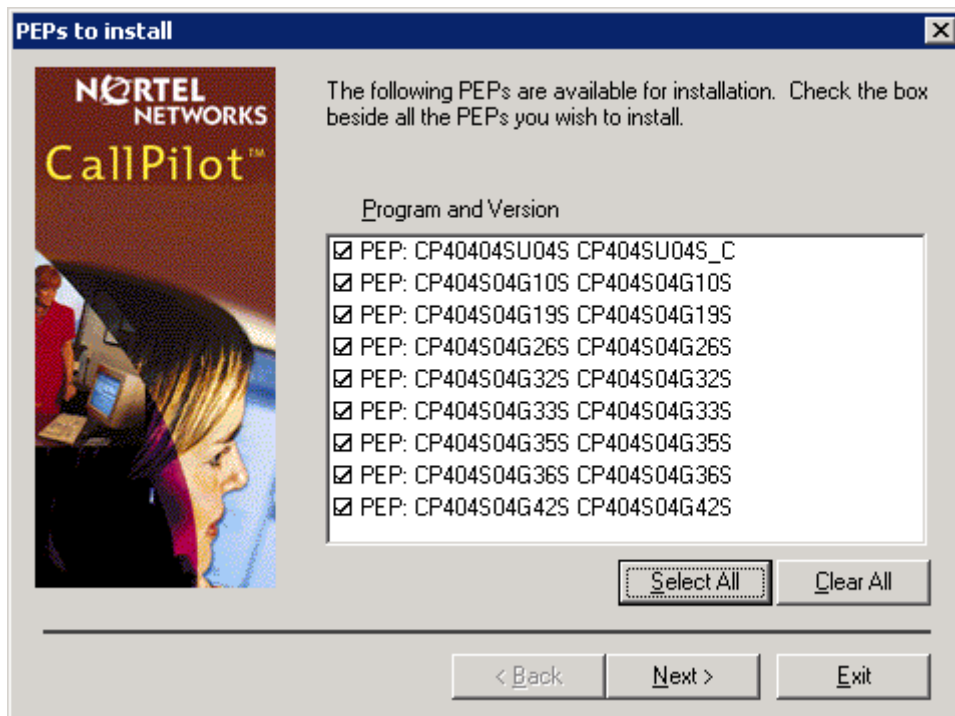 PEPs to install
NORTEL
NETWORKS
CallPilot™
The following PEPs are available for installation. Check the box
beside all the PEPs you wish to install.
Program and Version
PEP: CP40404SU04S CP404SU04S_C
PEP: CP404S04G10S CP404S04G10S
PEP: CP404S04G19S CP404S04G19S
PEP: CP404S04G26S CP404S04G26S
PEP: CP404S04G32S CP404S04G32S
PEP: CP404S04G33S CP404S04G33S
PEP: CP404S04G35S CP404S04G35S
PEP: CP404S04G36S CP404S04G36S
PEP: CP404S04G42S CP404S04G42S
Select All
Clear All
< Back
Next >
Exit